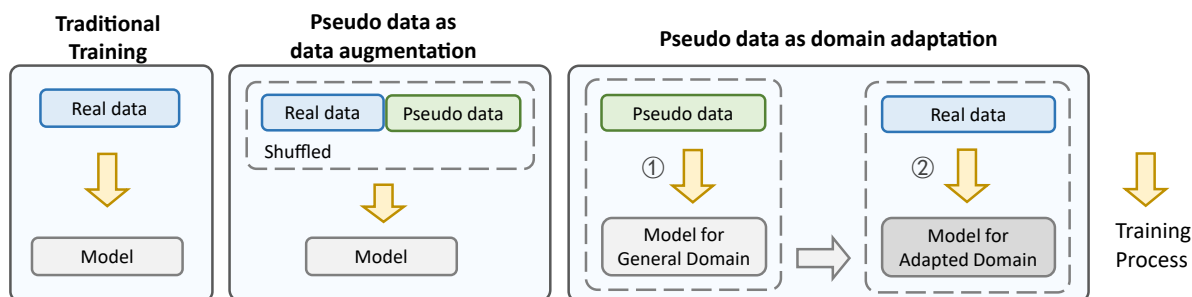 Traditional
Training
Real data
Model
Pseudo data as
data augmentation
Real data
Pseudo data
Shuffled
Model
Pseudo data as domain adaptation
Pseudo data
①
Model for
General Domain
Real data
②
Model for
Adapted Domain
Training
Process